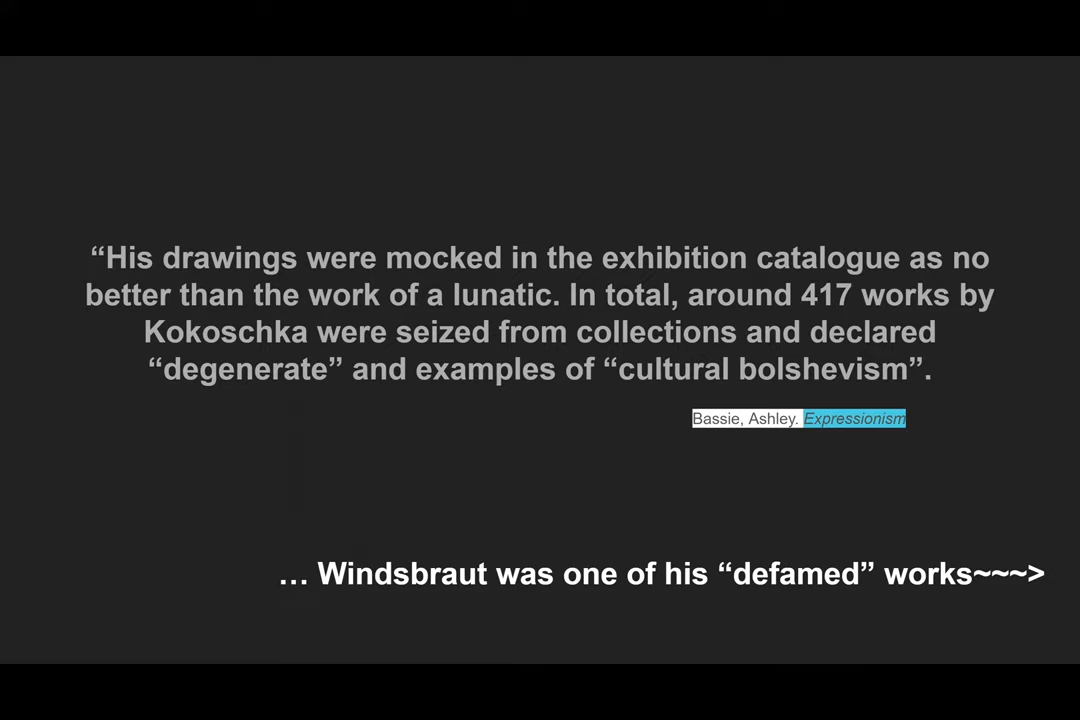 “His drawings were mocked in the exhibition catalogue as no
better than the work of a lunatic. In total, around 417 works by
Kokoschka were seized from collections and declared
“degenerate” and examples of “cultural bolshevism”.
Bassie, Ashley. Expressionism
… Windsbraut was one of his “defamed” works~~~>